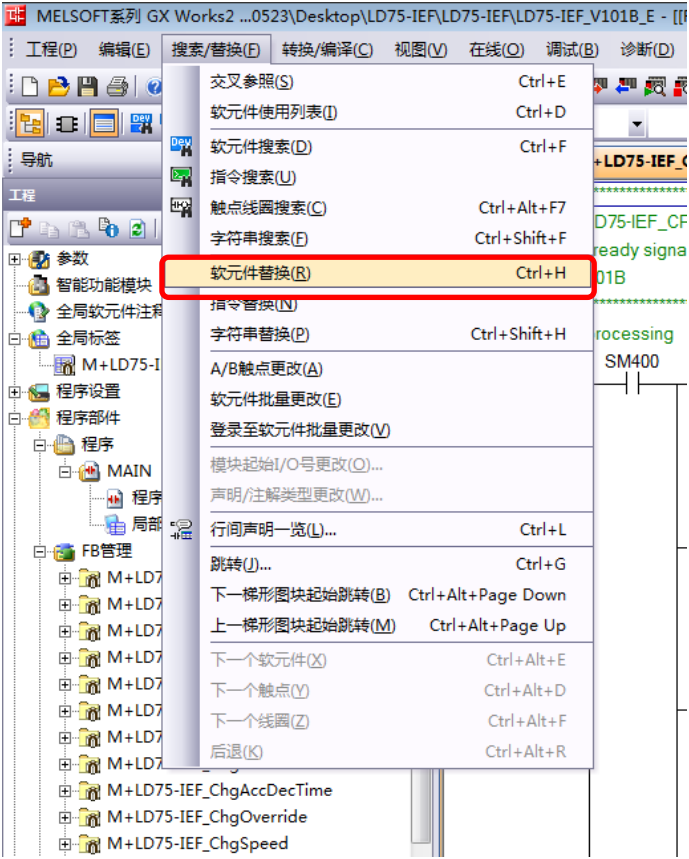 MELSOFT系列 GX Works2 ...0523\Desktop\LD75-IEF\LD75-IEF\LD75-IEF_V101B_E - [[
工程(P) 编辑(E) 搜索/替换(F) 转换/编译(C) 视图(V) 在线(O) 调试(B) 诊断(D)
交叉参照(S) Ctrl+E
软元件使用列表(I) Ctrl+D
软元件搜索(D) Ctrl+F
指令搜索(U)
触点线圈搜索(C) Ctrl+Alt+F7
字符串搜索(F) Ctrl+Shift+F
软元件替换(R) Ctrl+H
指令替换(N)
字符串替换(P) Ctrl+Shift+H
A/B触点更改(A)
软元件批量更改(E)
登录至软元件批量更改(V)
模块起始I/O号更改(O)...
声明/注解类型更改(W)...
行间声明一览(L)... Ctrl+L
跳转(J)... Ctrl+G
下一梯形图块起始跳转(B) Ctrl+Alt+Page Down
上一梯形图块起始跳转(M) Ctrl+Alt+Page Up
下一个软元件(X) Ctrl+Alt+E
下一个触点(Y) Ctrl+Alt+D
下一个线圈(Z) Ctrl+Alt+F
后退(K) Ctrl+Alt+R
导航
工程
参数
智能功能模块
全局软元件注释
全局标签
M+LD75-I
程序设置
程序部件
程序
MAIN
程序
局部
FB管理
M+LD7
M+LD7
M+LD7
M+LD7
M+LD7
M+LD7
M+LD7
M+LD75-IEF_ChgAccDecTime
M+LD75-IEF_ChgOverride
M+LD75-IEF_ChgSpeed
+LD75-IEF_C
D75-IEF_CP
ready signa
01B
processing
SM400